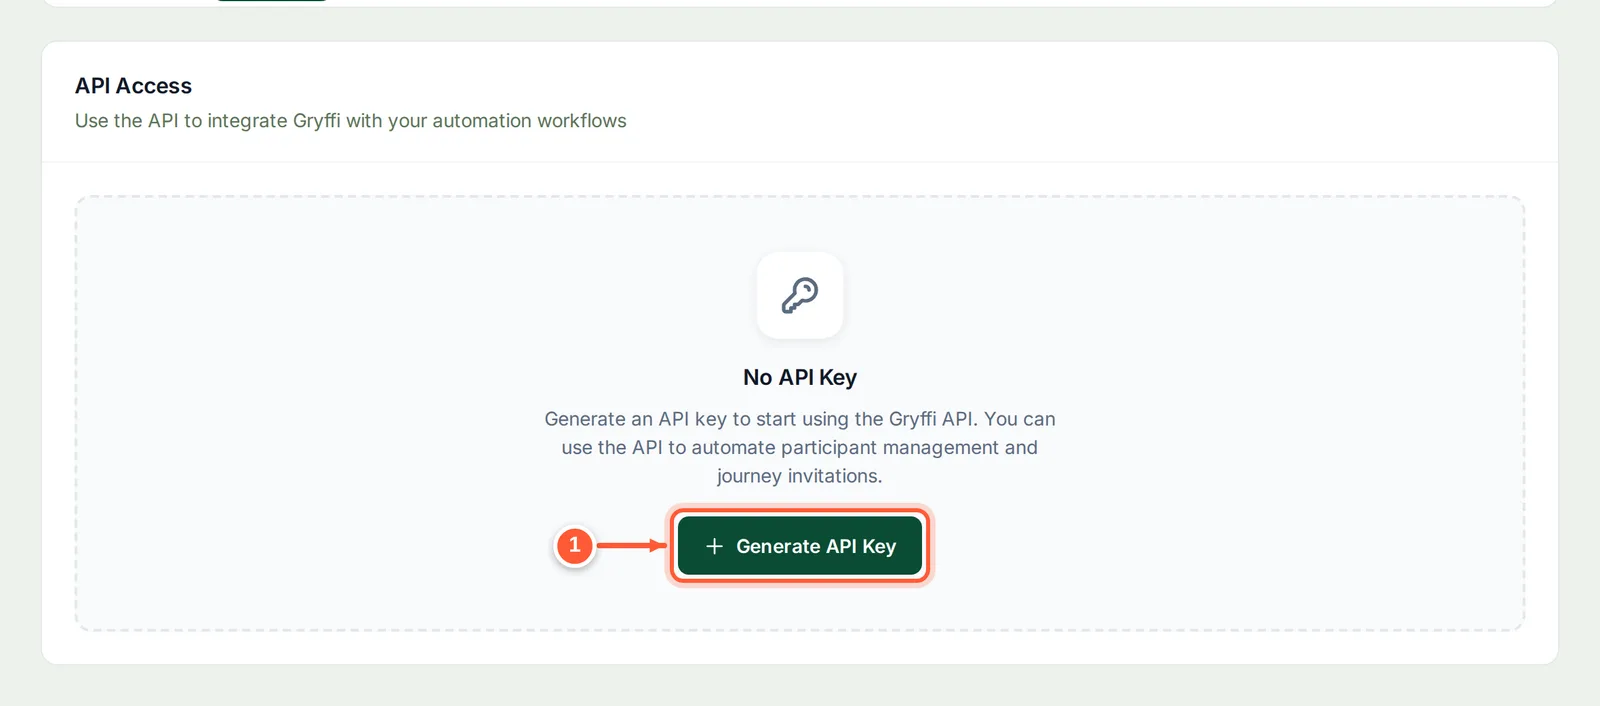 API Access
Use the API to integrate Gryffi with your automation workflows
No API Key
Generate an API key to start using the Gryffi API. You can
use the API to automate participant management and
journey invitations.
1
Generate API Key